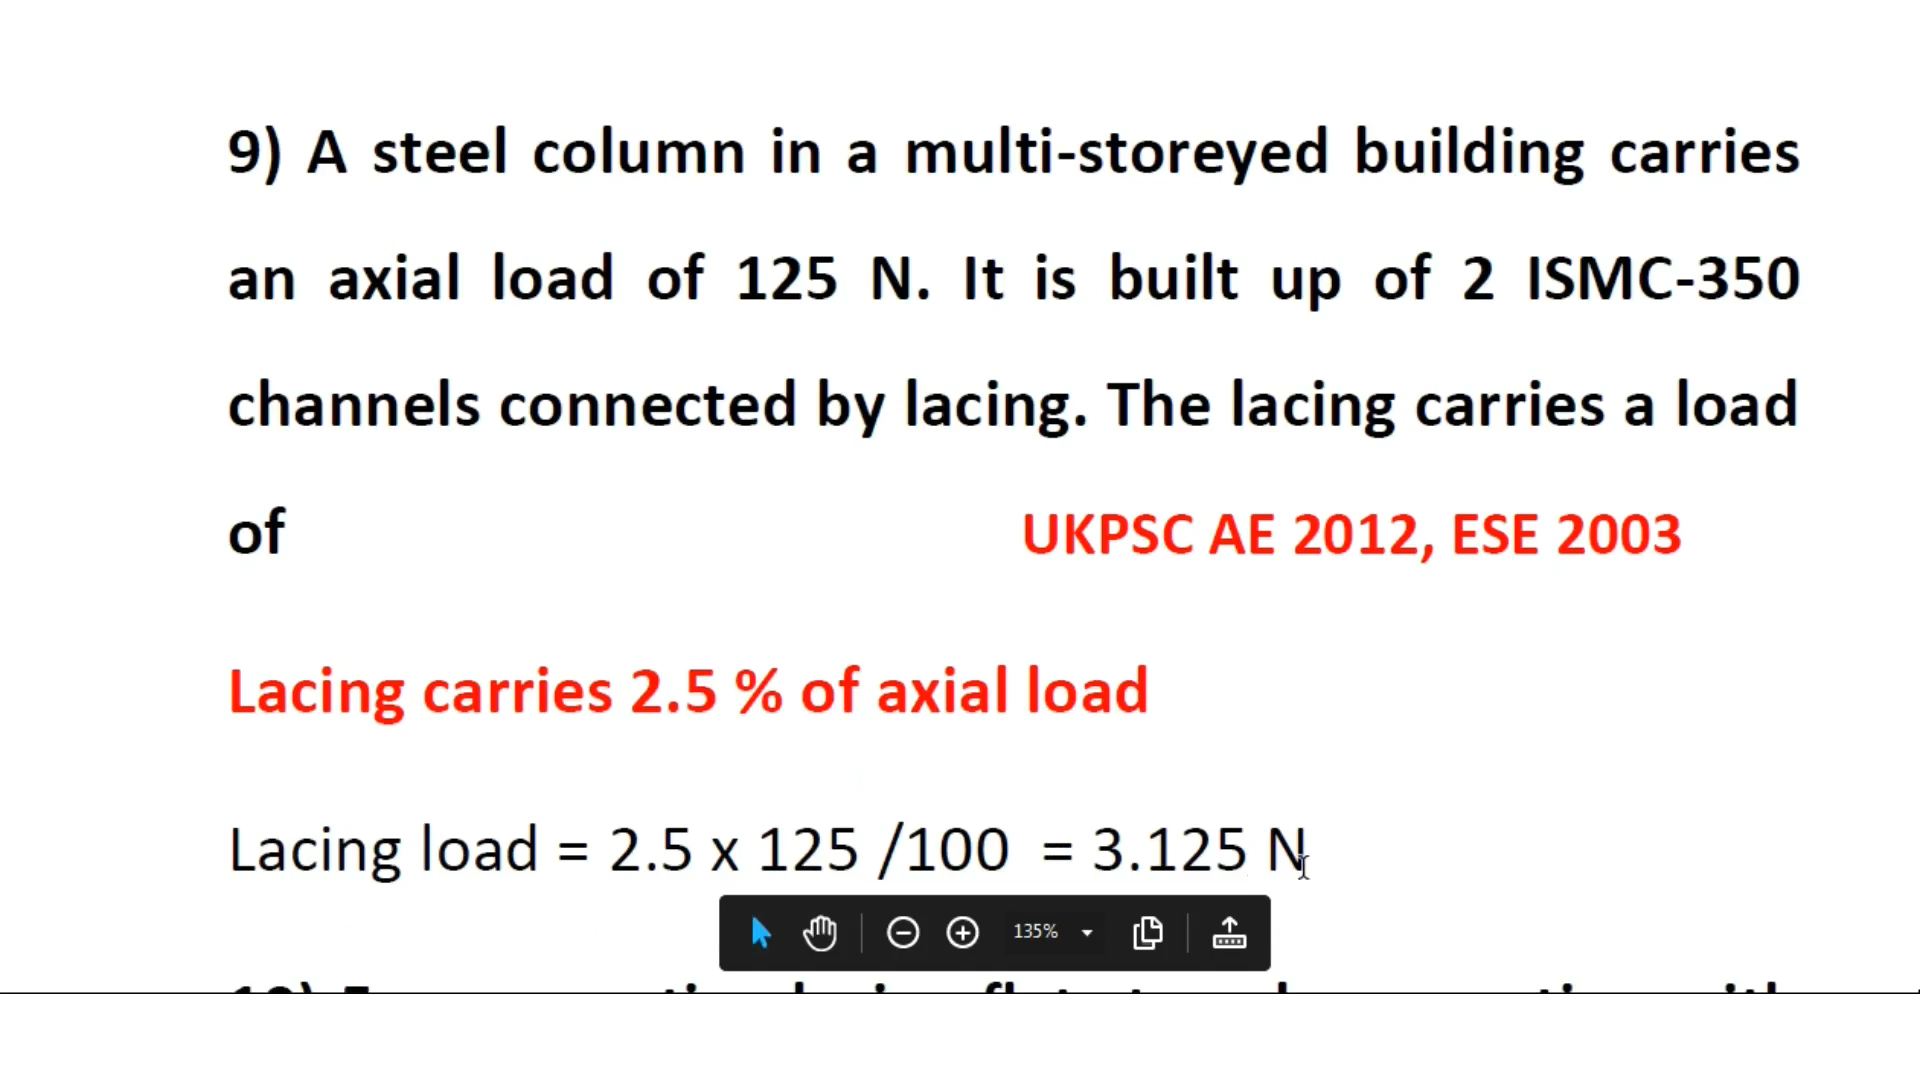 9) A steel column in a multi-storeyed building carries
an axial load of 125 N. It is built up of 2 ISMC-350
channels connected by lacing. The lacing carries a load
of UKPSC AE 2012, ESE 2003
Lacing carries 2.5 % of axial load
Lacing load = 2.5 x 125 /100 = 3.125 N
135%